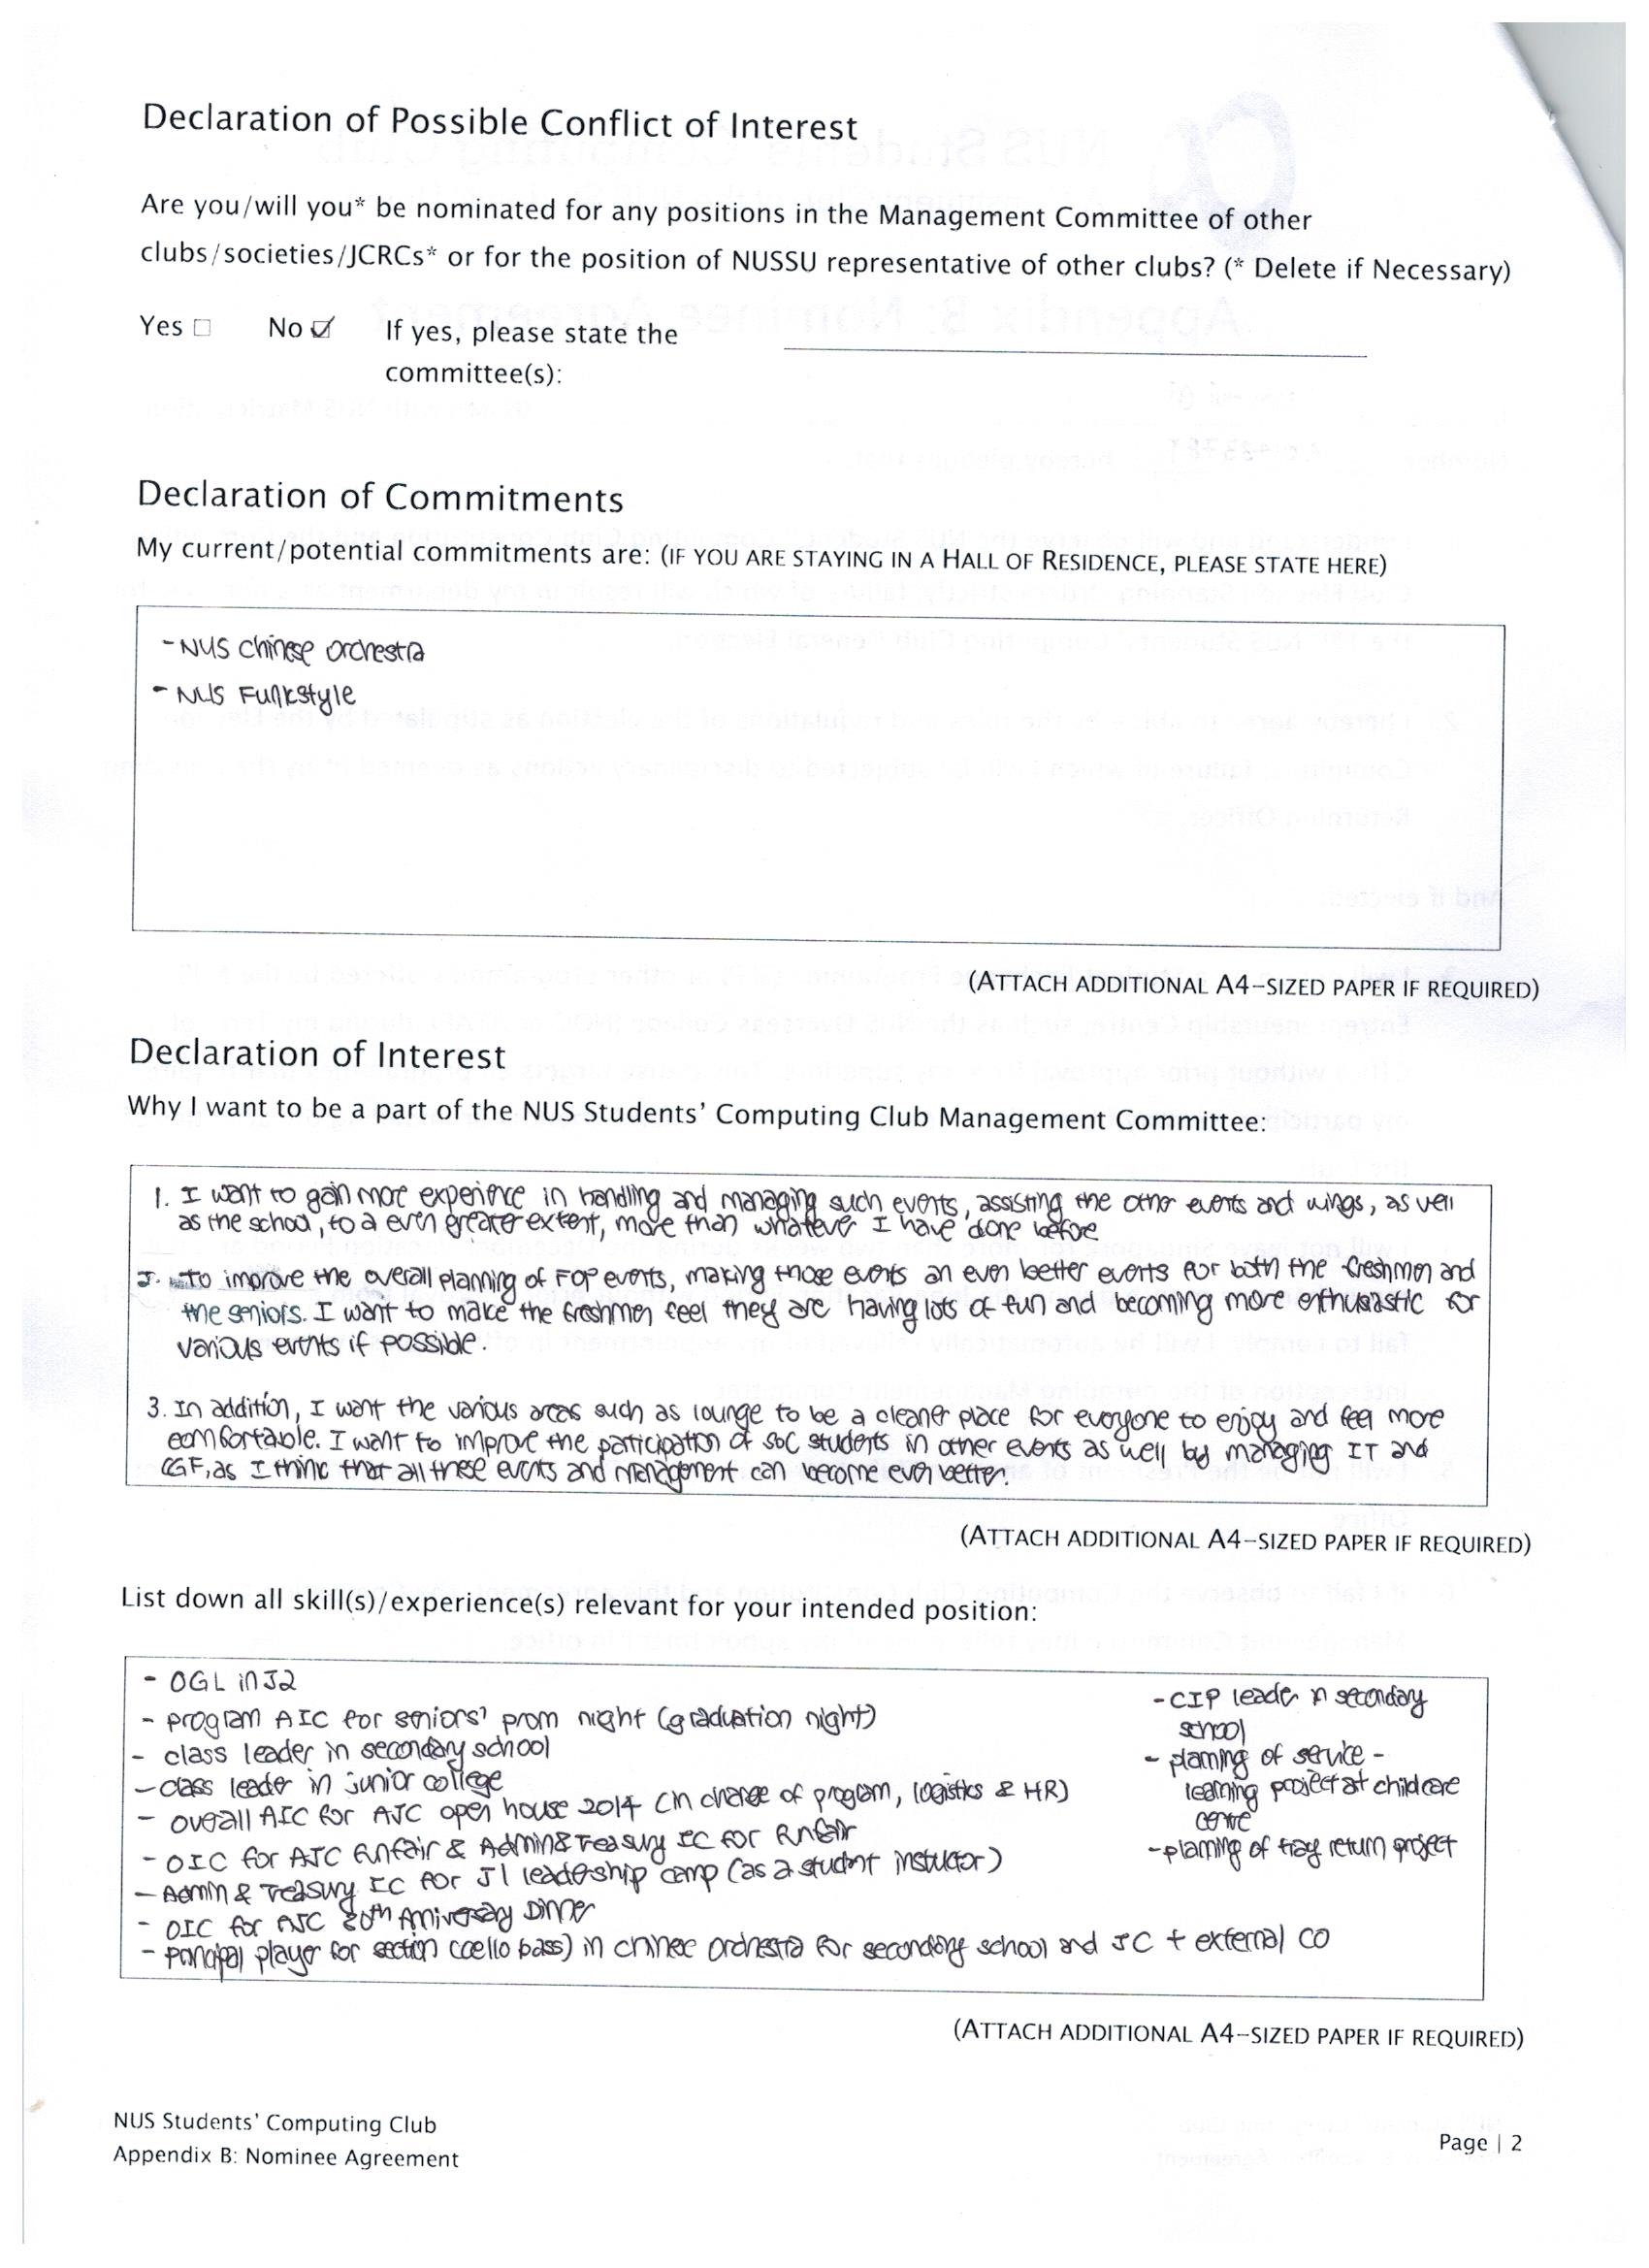 Declaration of Possible Conflict of Interest
Are you/will you* be nominated for any positions in the Management Committee of other
clubs/societies/JCRCs* or for the position of NUSSU representative of other clubs? (* Delete if Necessary)
Yes ☐ No ☑ If yes, please state the
committee(s):
Declaration of Commitments
My current/potential commitments are: (IF YOU ARE STAYING IN A HALL OF RESIDENCE, PLEASE STATE HERE)
- NUS Chinese Orchestra
- NUS Funkstyle
(ATTACH ADDITIONAL A4-SIZED PAPER IF REQUIRED)
Declaration of Interest
Why I want to be a part of the NUS Students' Computing Club Management Committee:
1. I want to gain more experience in handling and managing such events, assisting the other events and wings, as well
as the school, to a even greater extent, more than whatever I have done before
2. to improve the overall planning of FOP events, making those events an even better events for both the freshmen and
the seniors. I want to make the freshmen feel they are having lots of fun and becoming more enthusiastic for
various events if possible.
3. In addition, I want the various areas such as lounge to be a cleaner place for everyone to enjoy and feel more
comfortable. I want to improve the participation of SoC students in other events as well by managing IT and
CGF, as I think that all these events and management can become even better.
(ATTACH ADDITIONAL A4-SIZED PAPER IF REQUIRED)
List down all skill(s)/experience(s) relevant for your intended position:
- OGL in J2
- program AIC for seniors' prom night (graduation night)
- class leader in secondary school
- class leader in junior college
- overall AIC for AJC open house 2014 (in charge of program, logistics & HR)
- OIC for AJC funfair & Admin & Treasury IC for funfair
- Admin & Treasury IC for J1 leadership camp (as a student instructor)
- OIC for AJC 30th Anniversary Dinner
- principal player for section (cello bass) in chinese orchestra for secondary school and JC + external CO
- CIP leader in secondary
school
- planning of service-
learning project at childcare
centre
- planning of tray return project
(ATTACH ADDITIONAL A4-SIZED PAPER IF REQUIRED)
NUS Students' Computing Club
Appendix B: Nominee Agreement
Page | 2